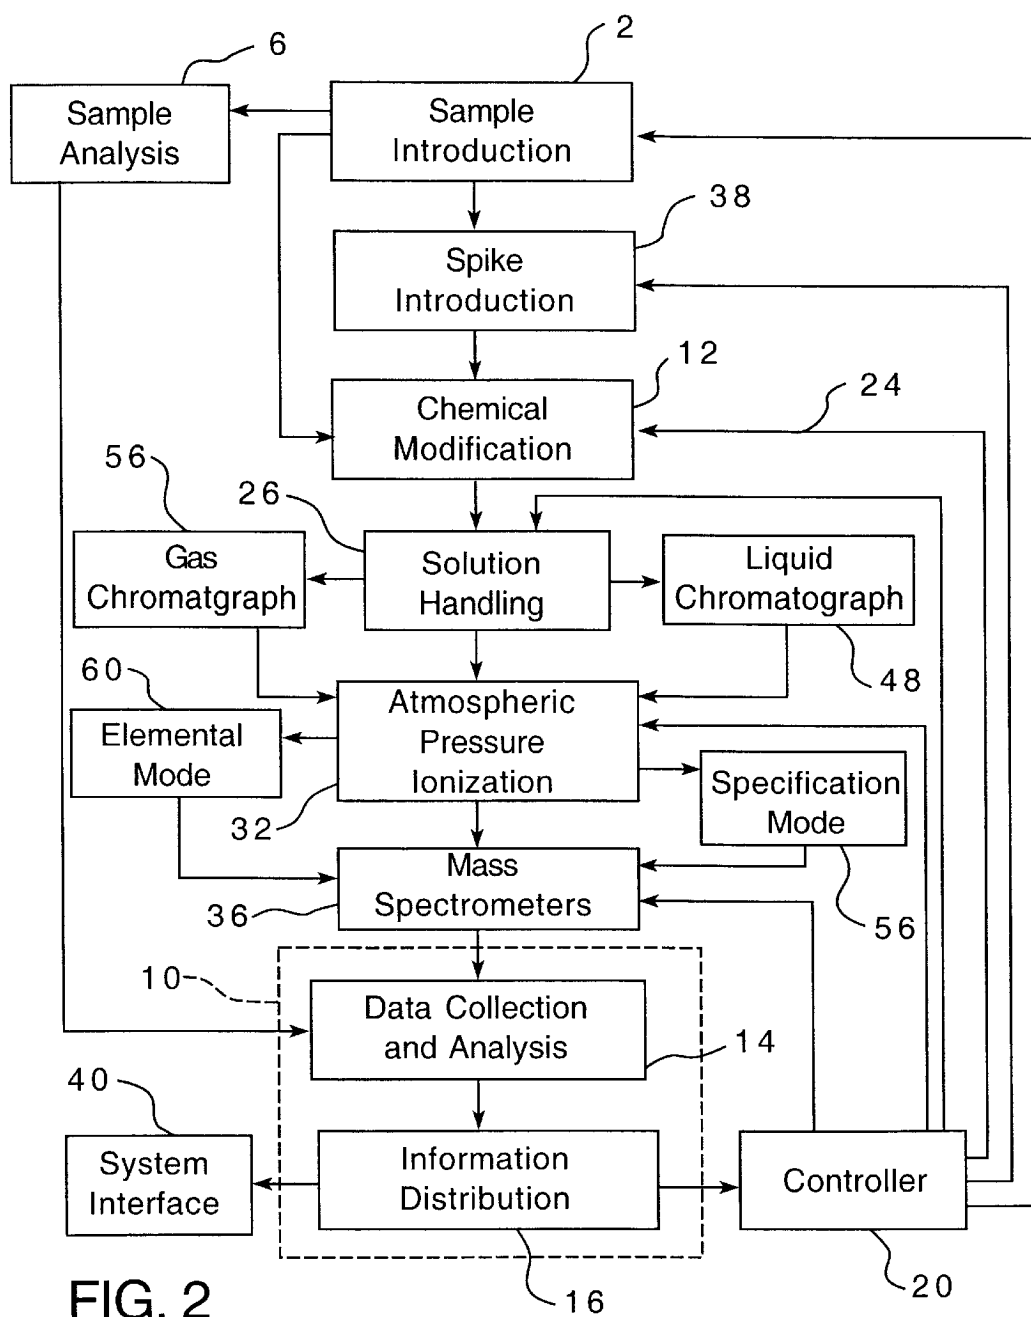 6
2
Sample
Analysis
Sample
Introduction
38
Spike
Introduction
12
24
Chemical
Modification
56
26
Gas
Chromatgraph
Solution
Handling
Liquid
Chromatograph
60
48
Elemental
Mode
Atmospheric
Pressure
Ionization
Specification
Mode
32
Mass
Spectrometers
36
56
10
Data Collection
and Analysis
14
40
System
Interface
Information
Distribution
Controller
20
16
FIG. 2